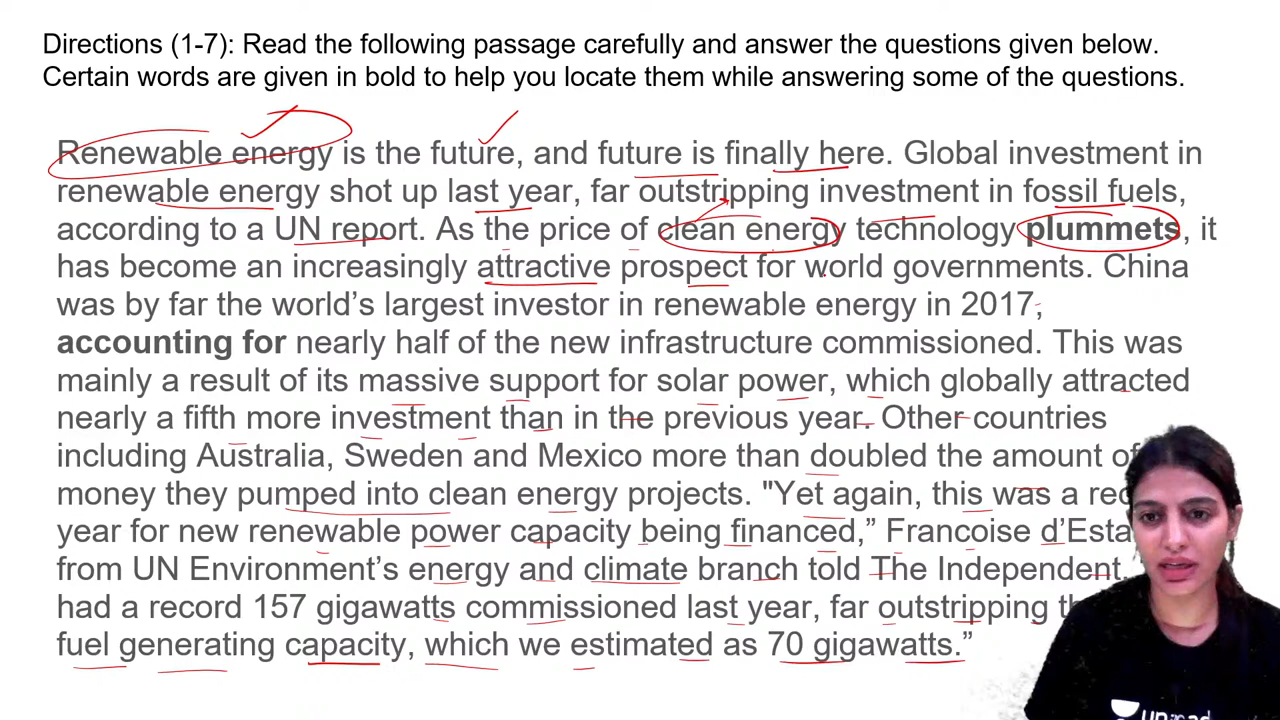 Directions (1-7): Read the following passage carefully and answer the questions given below.
Certain words are given in bold to help you locate them while answering some of the questions.
Renewable energy is the future, and future is finally here. Global investment in
renewable energy shot up last year, far outstripping investment in fossil fuels,
according to a UN report. As the price of clean energy technology plummets, it
has become an increasingly attractive prospect for world governments. China
was by far the world’s largest investor in renewable energy in 2017,
accounting for nearly half of the new infrastructure commissioned. This was
mainly a result of its massive support for solar power, which globally attracted
nearly a fifth more investment than in the previous year. Other countries
including Australia, Sweden and Mexico more than doubled the amount of
money they pumped into clean energy projects. "Yet again, this was a
year for new renewable power capacity being financed,” Francoise
from UN Environment’s energy and climate branch told The Independent.
had a record 157 gigawatts commissioned last year, far outstripping
fuel generating capacity, which we estimated as 70 gigawatts.”